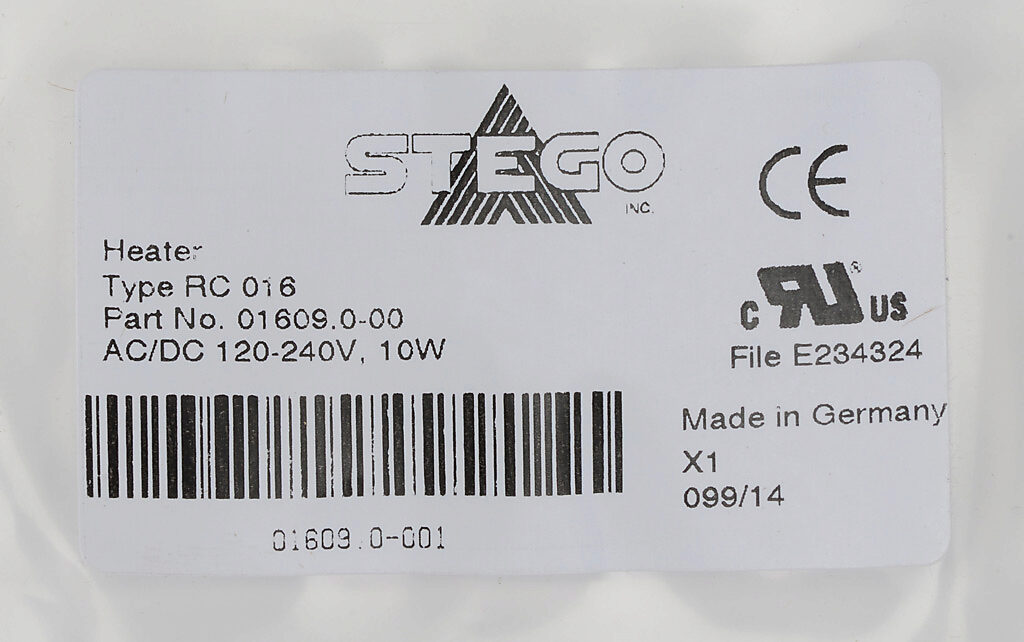 STEGO
INC.
CE
Heater
Type RC 016
Part No. 01609.0-00
AC/DC 120-240V, 10W
C RU® US
File E234324
Made in Germany
X1
099/14
01609.0-001